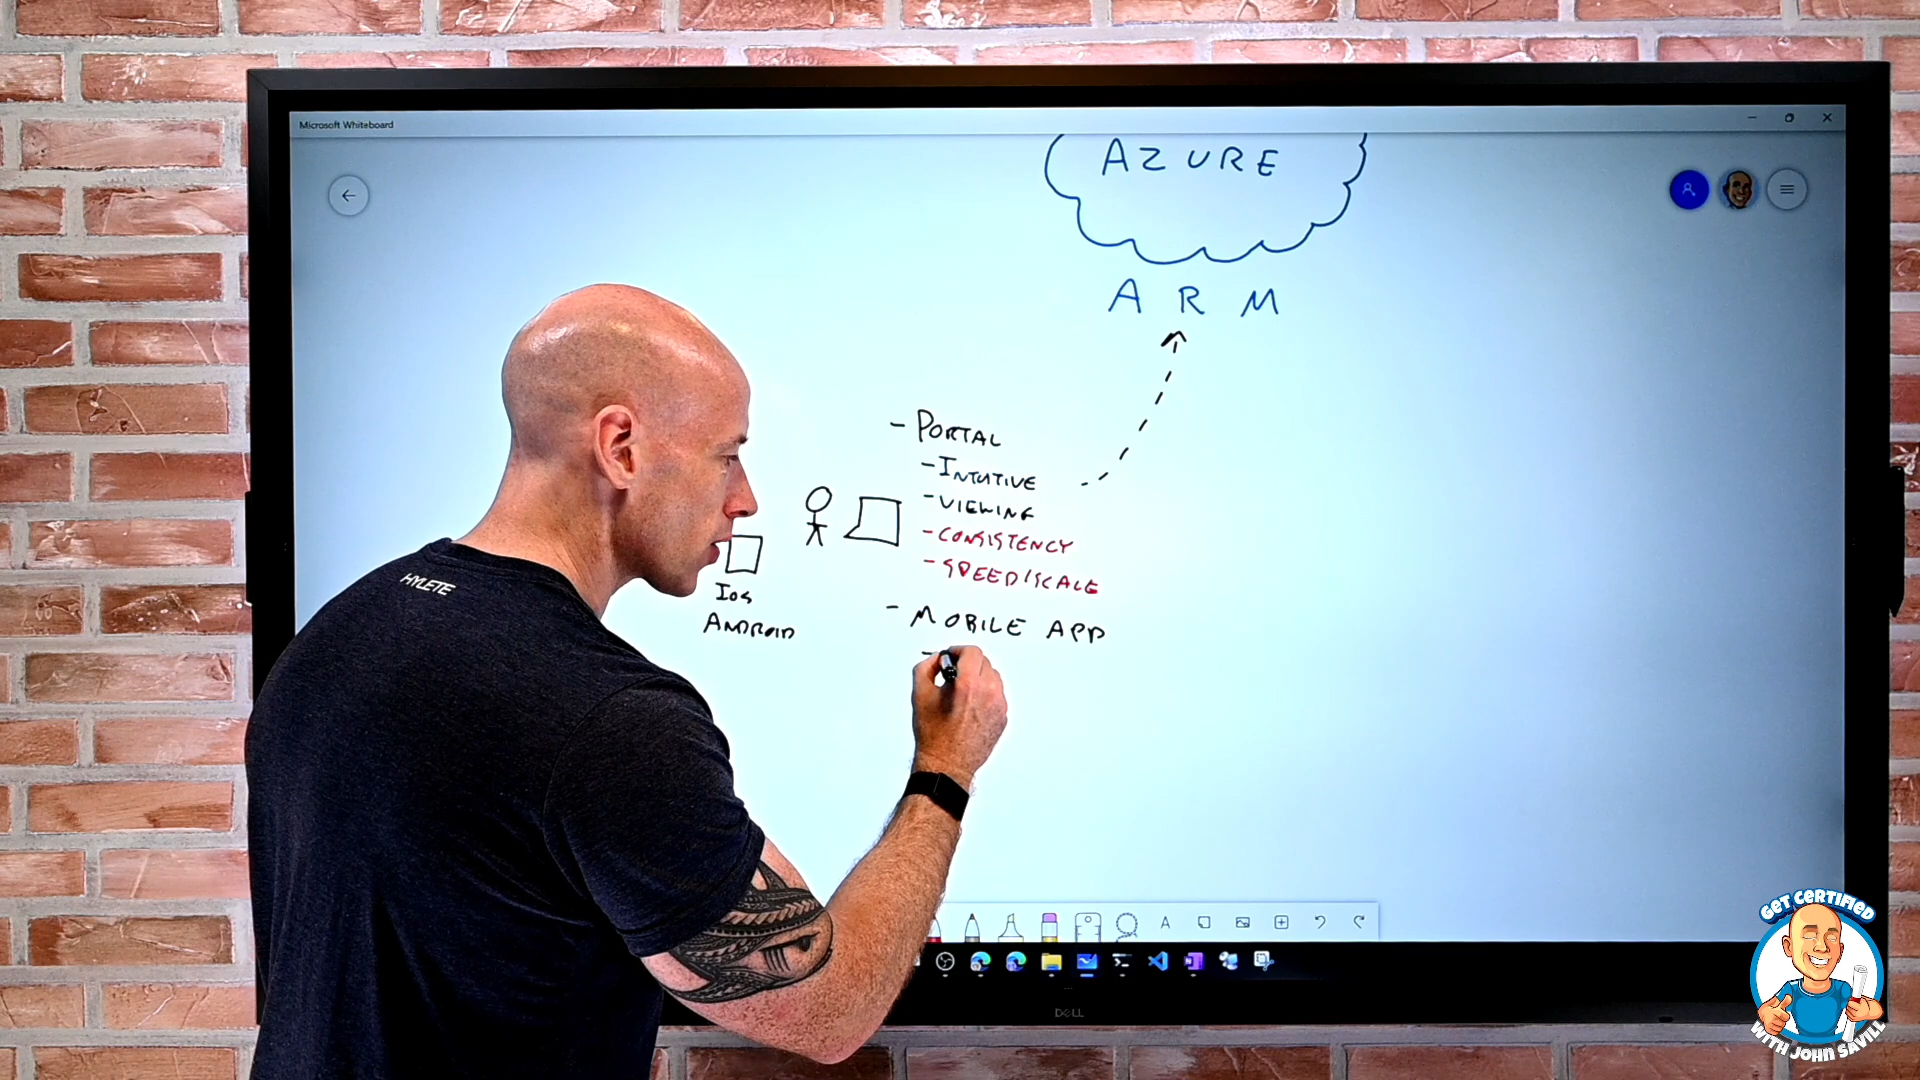 Microsoft Whiteboard
AZURE
ARM
- PORTAL
- INTUTIVE
- VIEWING
- CONSISTENCY
- SPEED/SCALE
IOS
ANDROID
- MOBILE APP
-
HYLETE
A
DELL
GET CERTIFIED
WITH JOHN SAVILL